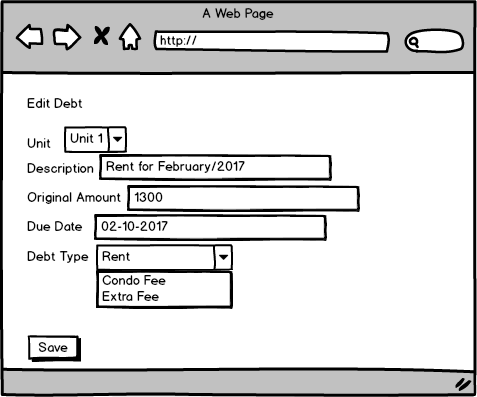 A Web Page
http://
Edit Debt
Unit Unit 1
Description Rent for February/2017
Original Amount 1300
Due Date 02-10-2017
Debt Type Rent
Condo Fee
Extra Fee
Save